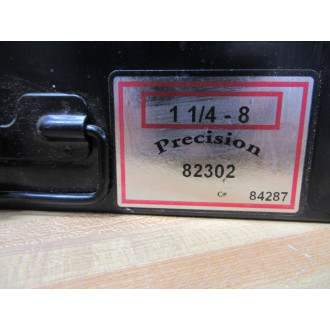 1 1/4 - 8
Precision
82302
C# 84287